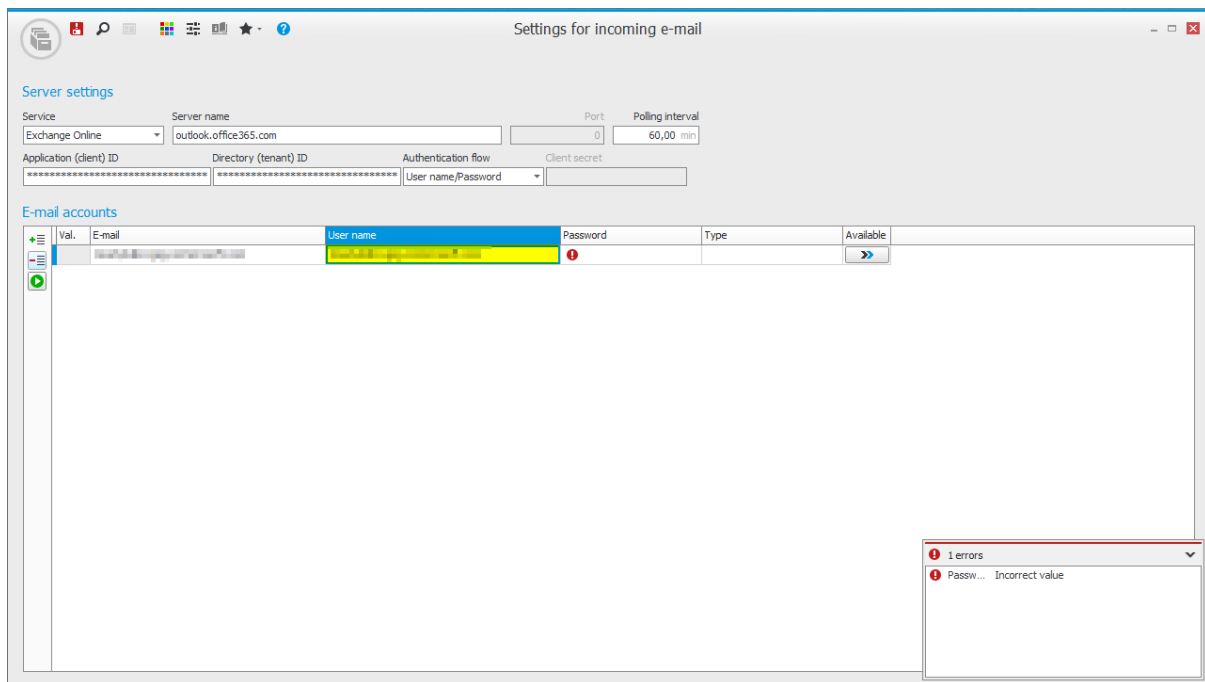 Settings for incoming e-mail
Server settings
Service Server name Port Polling interval
Exchange Online outlook.office365.com 0 60,00 min
Application (client) ID Directory (tenant) ID Authentication flow Client secret
******************************** ******************************** User name/Password
E-mail accounts
Val. E-mail User name Password Type Available
1 errors
Passw... Incorrect value